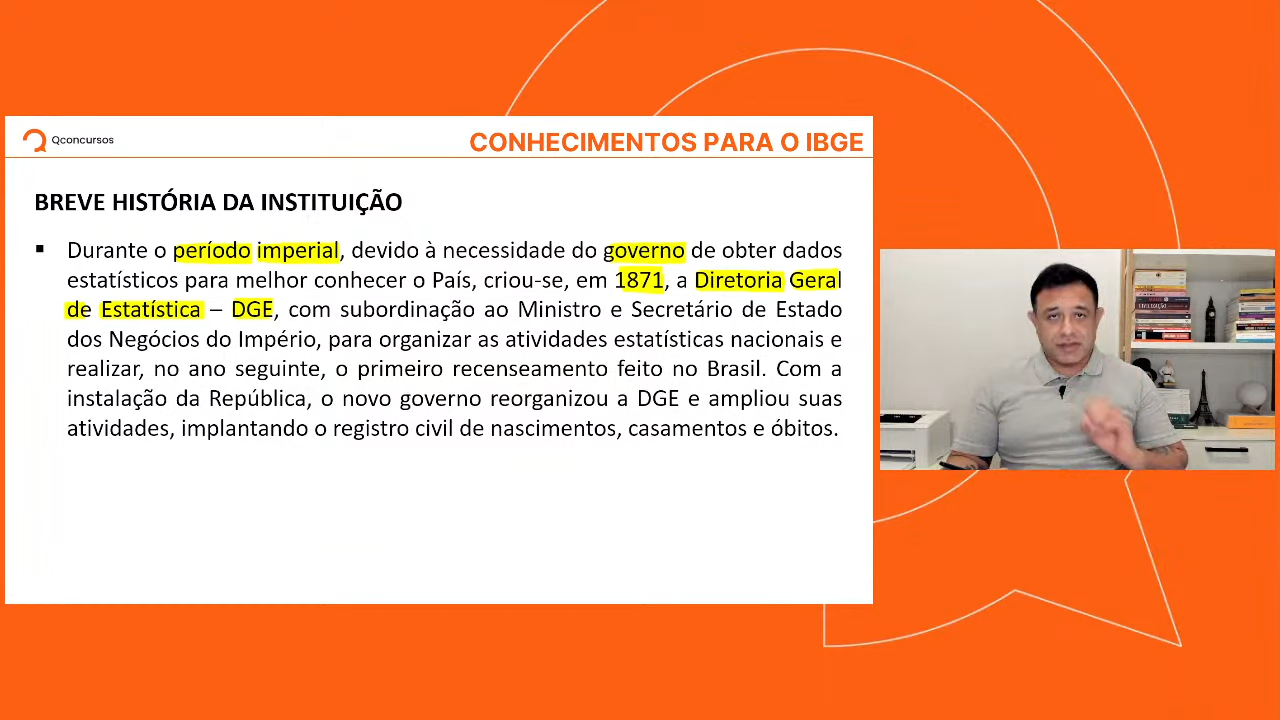 Qconcursos
CONHECIMENTOS PARA O IBGE
BREVE HISTÓRIA DA INSTITUIÇÃO
▪ Durante o período imperial, devido à necessidade do governo de obter dados
estatísticos para melhor conhecer o País, criou-se, em 1871, a Diretoria Geral
de Estatística – DGE, com subordinação ao Ministro e Secretário de Estado
dos Negócios do Império, para organizar as atividades estatísticas nacionais e
realizar, no ano seguinte, o primeiro recenseamento feito no Brasil. Com a
instalação da República, o novo governo reorganizou a DGE e ampliou suas
atividades, implantando o registro civil de nascimentos, casamentos e óbitos.